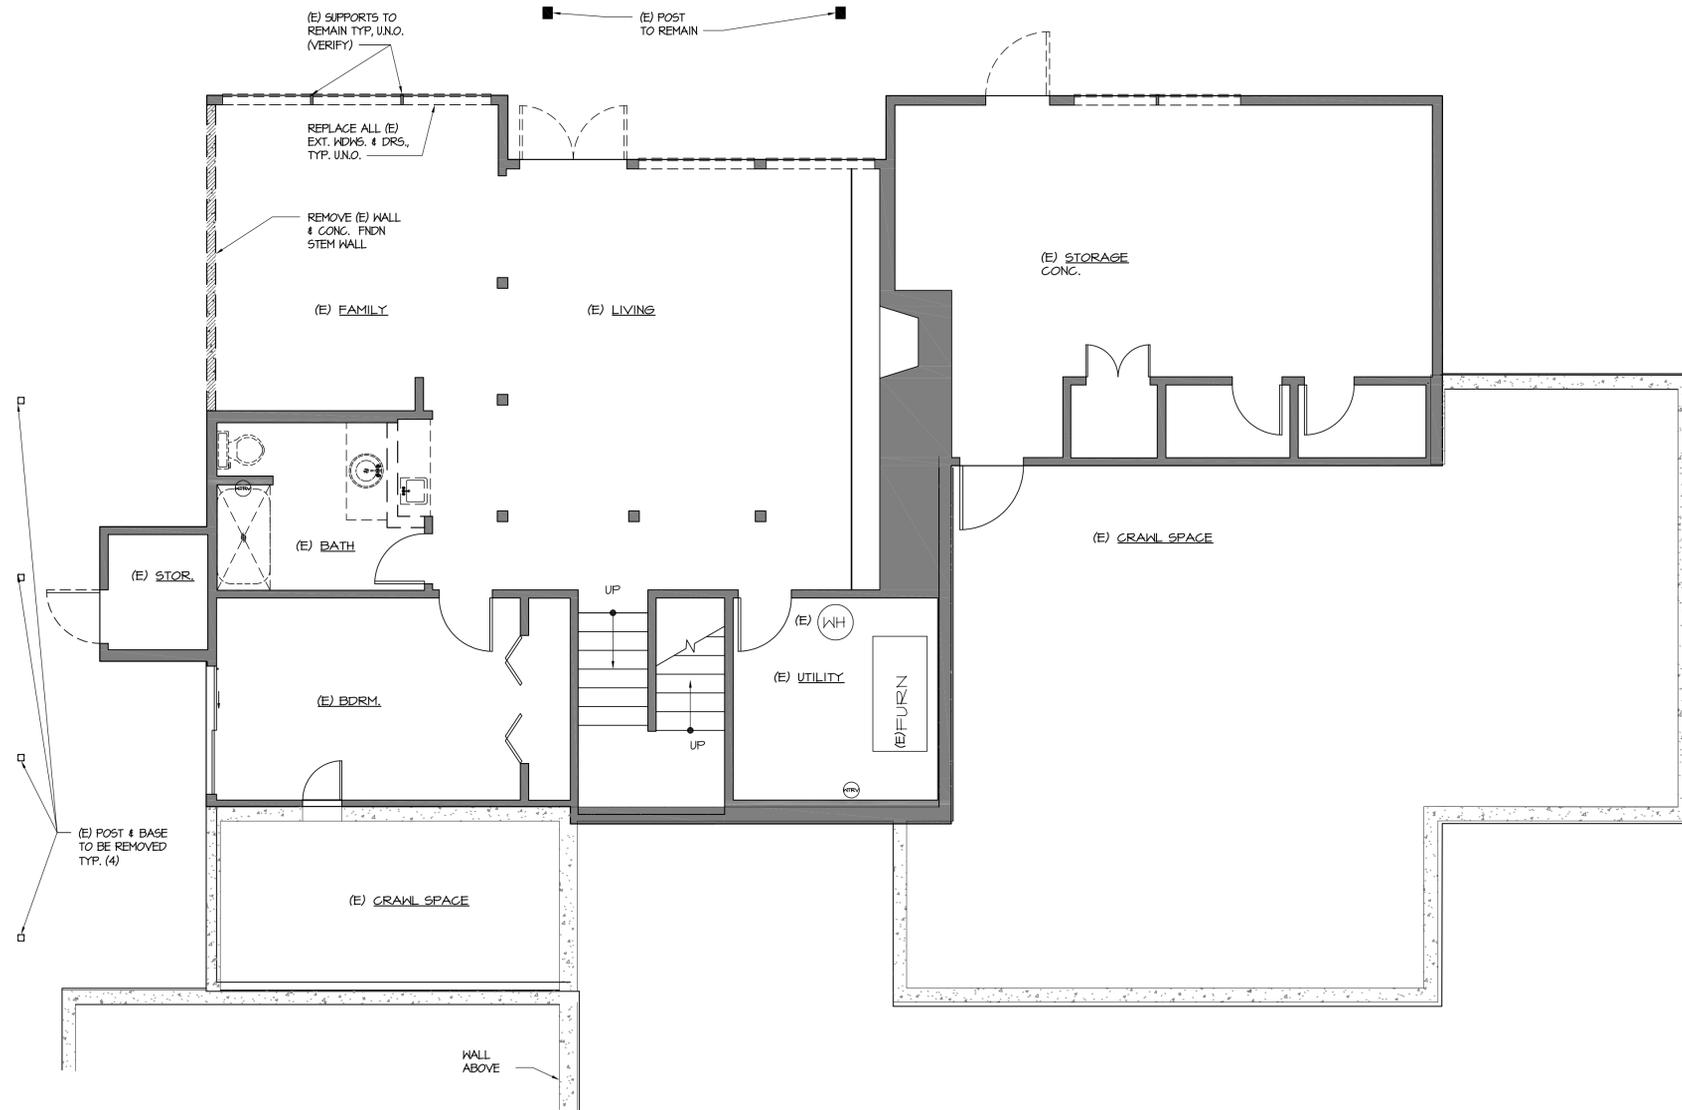 (E) SUPPORTS TO
REMAIN TYP, U.N.O.
(VERIFY)
(E) POST
TO REMAIN
REPLACE ALL (E)
EXT. WDWS. & DRS.,
TYP. U.N.O.
REMOVE (E) WALL
& CONC. FNDN
STEM WALL
(E) STORAGE
CONC.
(E) FAMILY
(E) LIVING
WTRV
(E) BATH
(E) CRAWL SPACE
(E) STOR.
UP
(E) WH
(E) UTILITY
(E) BDRM.
(E) FURN
UP
WTRV
(E) POST & BASE
TO BE REMOVED
TYP. (4)
(E) CRAWL SPACE
WALL
ABOVE